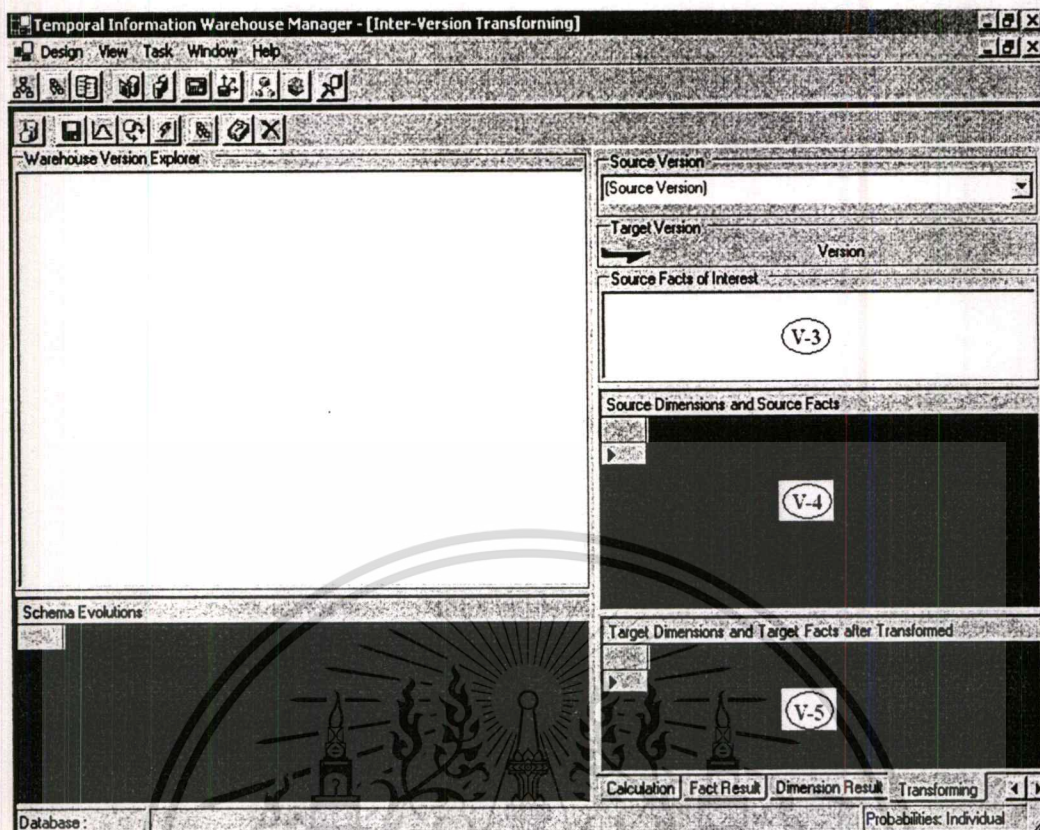 Temporal Information Warehouse Manager - [Inter-Version Transforming]
Design View Task Window Help
Warehouse Version Explorer
Source Version
(Source Version)
Target Version
Version
Source Facts of Interest
V-3
Source Dimensions and Source Facts
V-4
Schema Evolutions
Target Dimensions and Target Facts after Transformed
V-5
Calculation Fact Result Dimension Result Transforming
Database : Probabilities: Individual